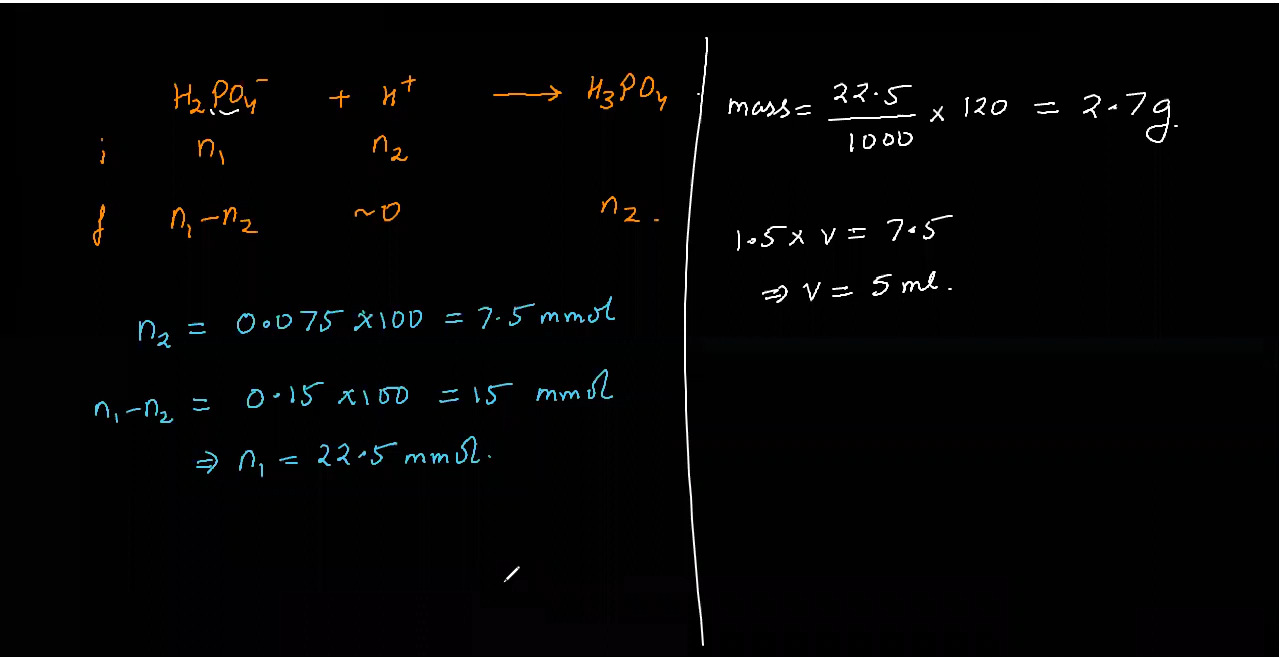 H₂PO₄⁻ + H⁺ ⟶ H₃PO₄
i n₁ n₂
f n₁-n₂ ~0 n₂.
n₂ = 0.075 × 100 = 7.5 mmol
n₁-n₂ = 0.15 × 100 = 15 mmol
⇒ n₁ = 22.5 mmol.
mass = 22.5/1000 × 120 = 2.7g.
1.5 × v = 7.5
⇒ v = 5 ml.